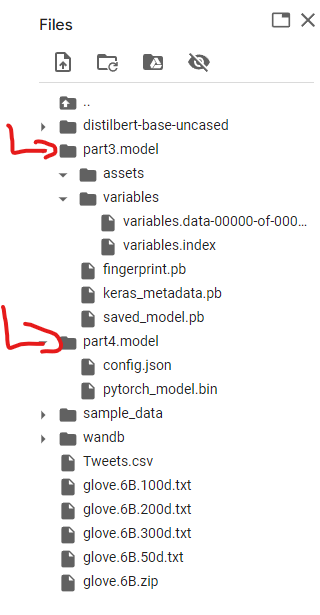 Files
..
distilbert-base-uncased
part3.model
assets
variables
variables.data-00000-of-000...
variables.index
fingerprint.pb
keras_metadata.pb
saved_model.pb
part4.model
config.json
pytorch_model.bin
sample_data
wandb
Tweets.csv
glove.6B.100d.txt
glove.6B.200d.txt
glove.6B.300d.txt
glove.6B.50d.txt
glove.6B.zip